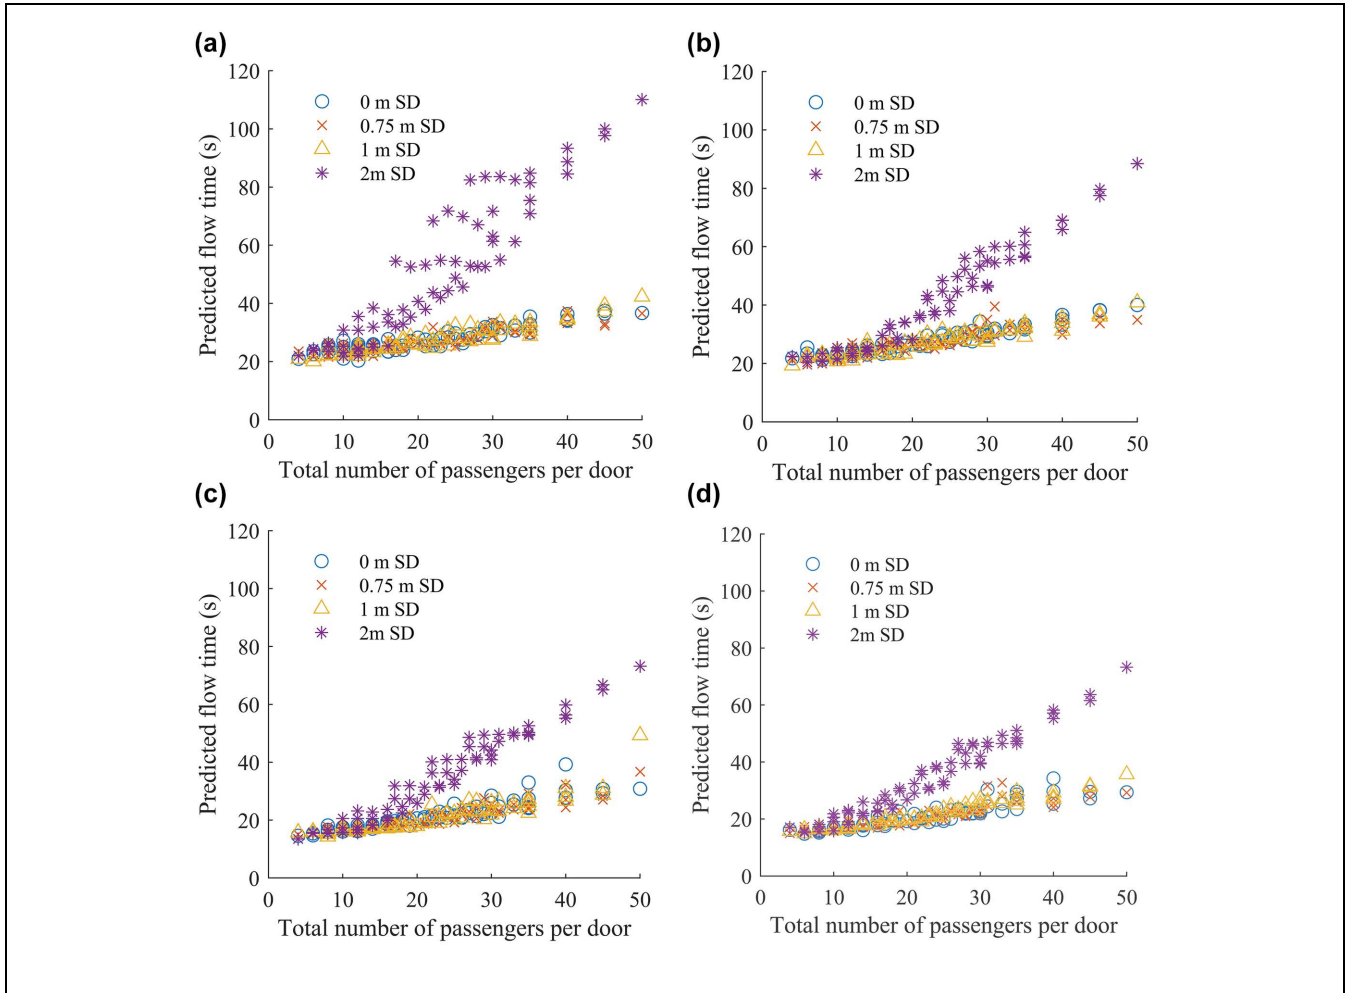 (a)
120
100
80
60
40
20
0
Predicted flow time (s)
0 m SD
0.75 m SD
1 m SD
2m SD
0 10 20 30 40 50
Total number of passengers per door
(b)
120
100
80
60
40
20
0
Predicted flow time (s)
0 m SD
0.75 m SD
1 m SD
2m SD
0 10 20 30 40 50
Total number of passengers per door
(c)
120
100
80
60
40
20
0
Predicted flow time (s)
0 m SD
0.75 m SD
1 m SD
2m SD
0 10 20 30 40 50
Total number of passengers per door
(d)
120
100
80
60
40
20
0
Predicted flow time (s)
0 m SD
0.75 m SD
1 m SD
2m SD
0 10 20 30 40 50
Total number of passengers per door